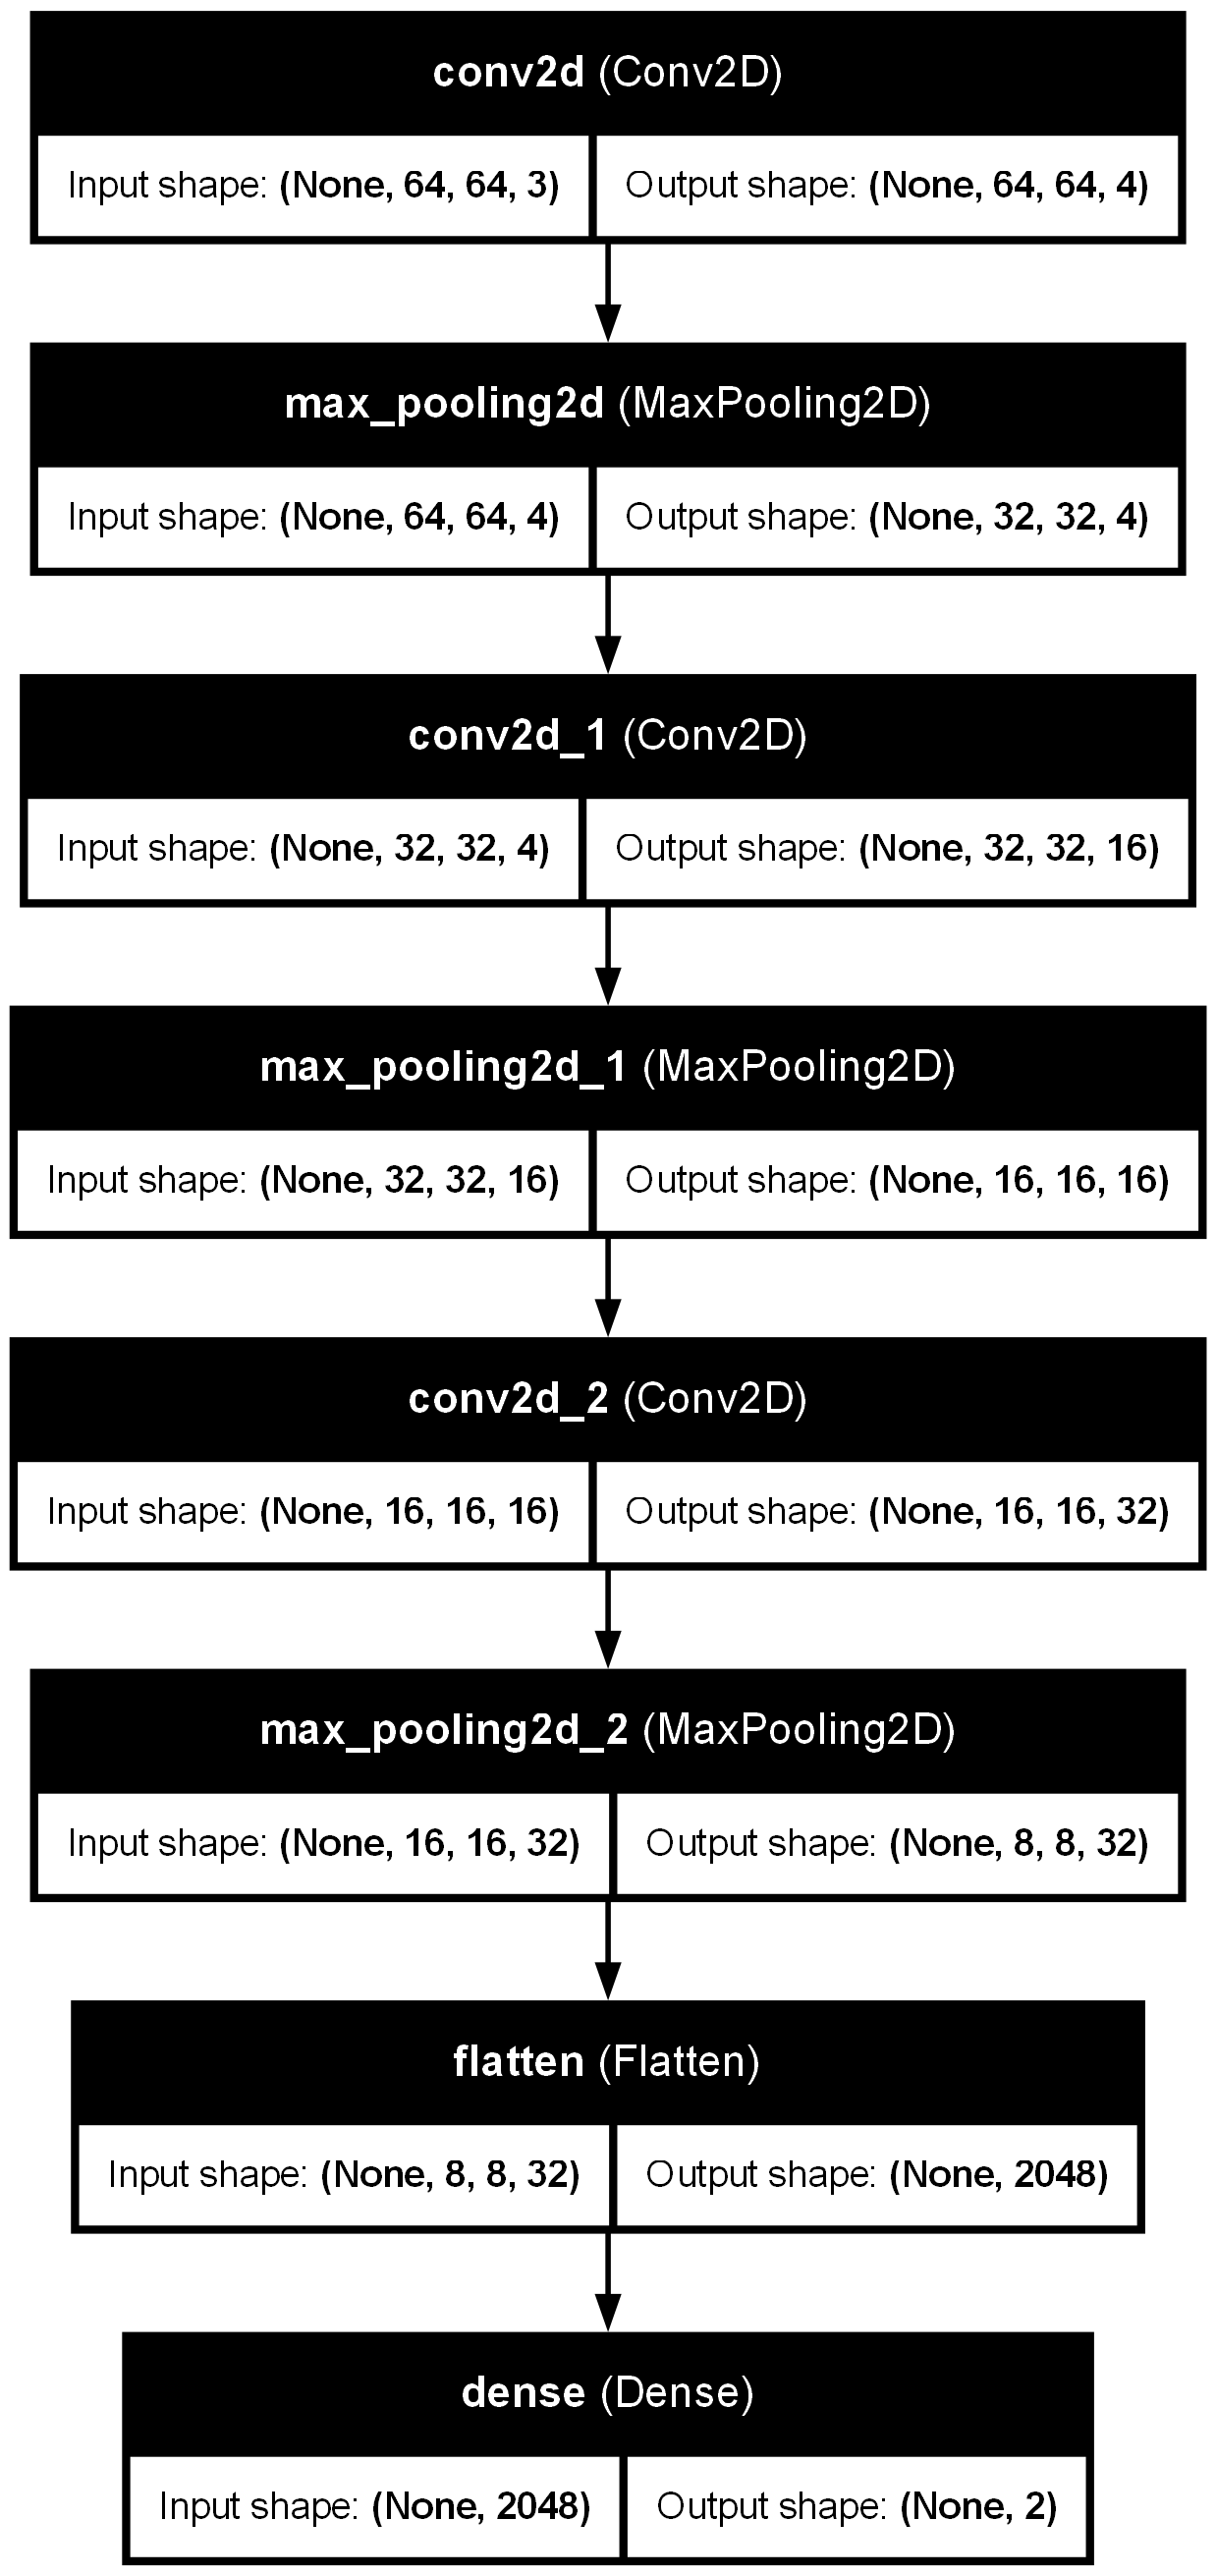 conv2d (Conv2D)
Input shape: (None, 64, 64, 3)
Output shape: (None, 64, 64, 4)
max_pooling2d (MaxPooling2D)
Input shape: (None, 64, 64, 4)
Output shape: (None, 32, 32, 4)
conv2d_1 (Conv2D)
Input shape: (None, 32, 32, 4)
Output shape: (None, 32, 32, 16)
max_pooling2d_1 (MaxPooling2D)
Input shape: (None, 32, 32, 16)
Output shape: (None, 16, 16, 16)
conv2d_2 (Conv2D)
Input shape: (None, 16, 16, 16)
Output shape: (None, 16, 16, 32)
max_pooling2d_2 (MaxPooling2D)
Input shape: (None, 16, 16, 32)
Output shape: (None, 8, 8, 32)
flatten (Flatten)
Input shape: (None, 8, 8, 32)
Output shape: (None, 2048)
dense (Dense)
Input shape: (None, 2048)
Output shape: (None, 2)